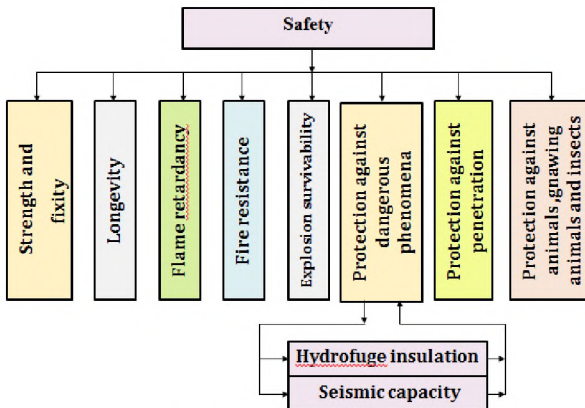 Safety
Strength and
fixity
Longevity
Flame retardancy
Fire resistance
Explosion survivability
Protection against
dangerous
phenomena
Protection against
penetration
Protection against
animals ,gnawing
animals and insects
Hydrofuge insulation
Seismic capacity